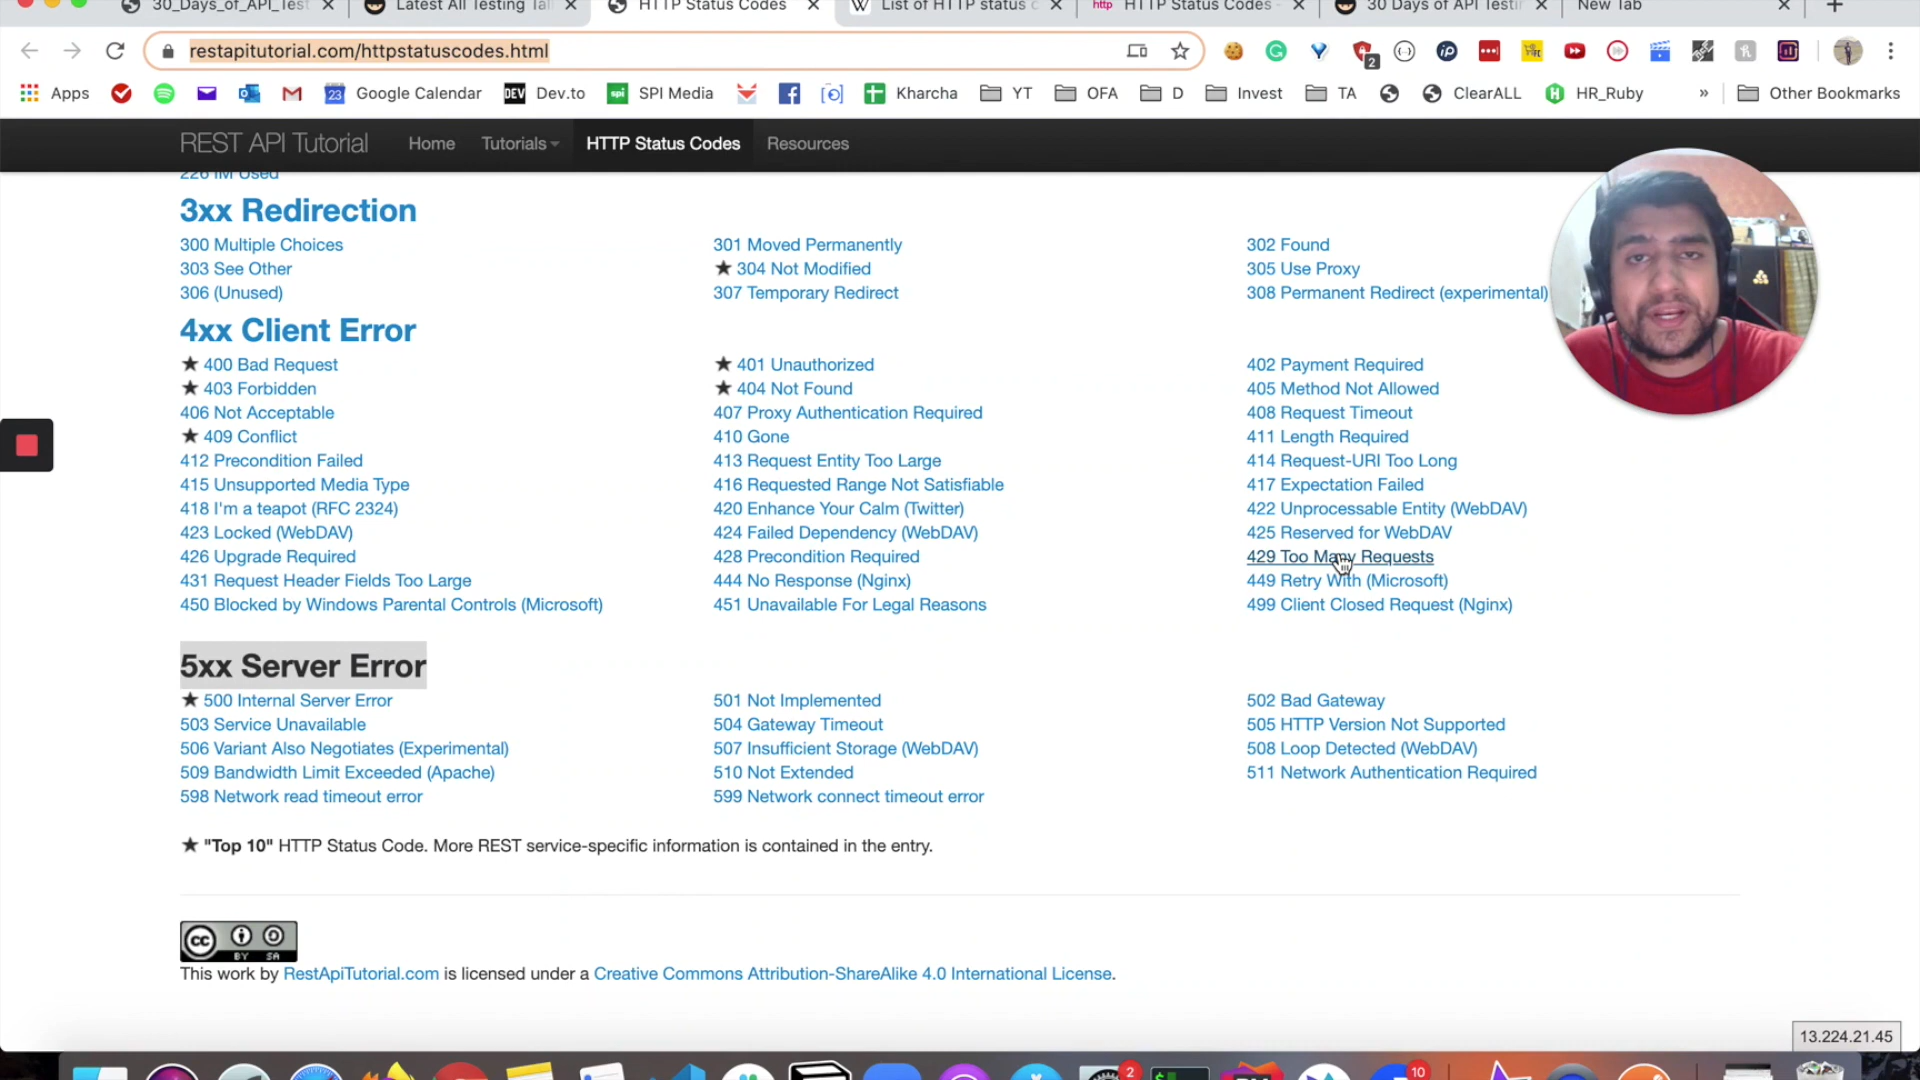 30_Days_of_API_Test
Latest All Testing Tal
HTTP Status Codes
List of HTTP status c
http HTTP Status Codes -
30 Days of API Testin
New Tab
restapitutorial.com/httpstatuscodes.html
2
Apps
23 Google Calendar
DEV Dev.to
spi SPI Media
Kharcha
YT
OFA
D
Invest
TA
ClearALL
HR_Ruby
»
Other Bookmarks
REST API Tutorial
Home
Tutorials
HTTP Status Codes
Resources
226 IM Used
3xx Redirection
300 Multiple Choices
301 Moved Permanently
302 Found
303 See Other
★ 304 Not Modified
305 Use Proxy
306 (Unused)
307 Temporary Redirect
308 Permanent Redirect (experimental)
4xx Client Error
★ 400 Bad Request
★ 401 Unauthorized
402 Payment Required
★ 403 Forbidden
★ 404 Not Found
405 Method Not Allowed
406 Not Acceptable
407 Proxy Authentication Required
408 Request Timeout
★ 409 Conflict
410 Gone
411 Length Required
412 Precondition Failed
413 Request Entity Too Large
414 Request-URI Too Long
415 Unsupported Media Type
416 Requested Range Not Satisfiable
417 Expectation Failed
418 I'm a teapot (RFC 2324)
420 Enhance Your Calm (Twitter)
422 Unprocessable Entity (WebDAV)
423 Locked (WebDAV)
424 Failed Dependency (WebDAV)
425 Reserved for WebDAV
426 Upgrade Required
428 Precondition Required
429 Too Many Requests
431 Request Header Fields Too Large
444 No Response (Nginx)
449 Retry With (Microsoft)
450 Blocked by Windows Parental Controls (Microsoft)
451 Unavailable For Legal Reasons
499 Client Closed Request (Nginx)
5xx Server Error
★ 500 Internal Server Error
501 Not Implemented
502 Bad Gateway
503 Service Unavailable
504 Gateway Timeout
505 HTTP Version Not Supported
506 Variant Also Negotiates (Experimental)
507 Insufficient Storage (WebDAV)
508 Loop Detected (WebDAV)
509 Bandwidth Limit Exceeded (Apache)
510 Not Extended
511 Network Authentication Required
598 Network read timeout error
599 Network connect timeout error
★ "Top 10" HTTP Status Code. More REST service-specific information is contained in the entry.
cc BY SA
This work by RestApiTutorial.com is licensed under a Creative Commons Attribution-ShareAlike 4.0 International License.
13.224.21.45
2
10